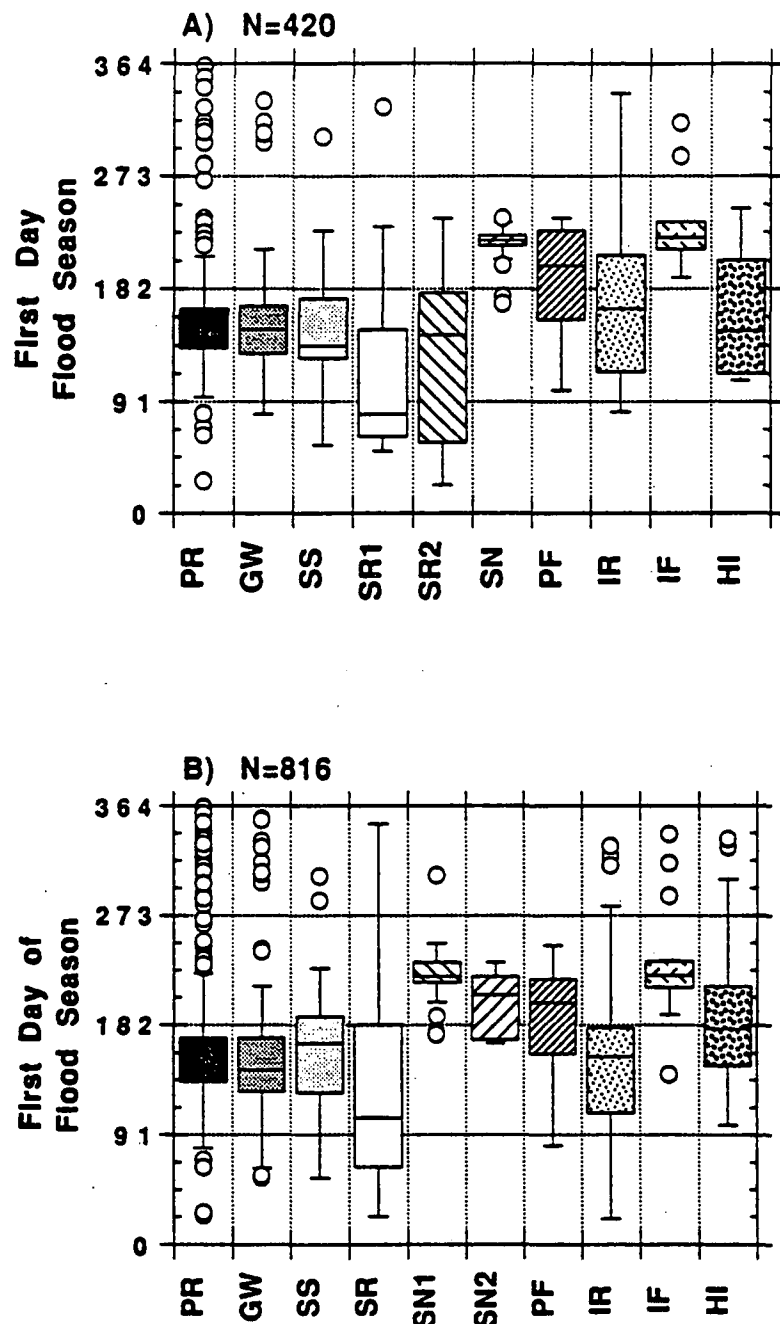 A) N=420
First Day
Flood Season
364
273
182
91
0
PR GW SS SR1 SR2 SN PF IR IF HI
B) N=816
First Day of
Flood Season
364
273
182
91
0
PR GW SS SR SN1 SN2 PF IR IF HI